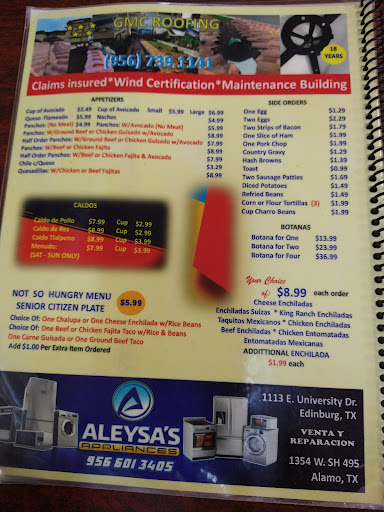 GMC ROOFING
(956) 739.1141
18
YEARS
Claims insured*Wind Certification*Maintenance Building
APPETIZERS
Cup of Avocado $2.49 Cup of Avocado Small $5.99 Large $6.99
Queso Flameado $5.99 Nachos $4.99
Panchos: (No Meat) $4.99 Panchos: W/Avocado (No Meat) $5.99
Panchos: W/Ground Beef or Chicken Guisado w/Avocado $8.99
Half Order Panchos: W/Ground Beef or Chicken Guisado w/Avocado $7.99
Panchos: W/Beef or Chicken Fajita $8.99
Half Order Panchos: W/Beef or Chicken Fajita & Avocado $7.99
Chile c/Queso $3.29
Quesadillas: W/Chicken or Beef Fajitas $8.99
SIDE ORDERS
One Egg $1.29
Two Eggs $2.29
Two Strips of Bacon $1.79
One Slice of Ham $1.99
One Pork Chop $1.99
Country Gravy $1.29
Hash Browns $1.39
Toast $0.99
Two Sausage Patties $1.69
Diced Potatoes $1.49
Refried Beans $1.49
Corn or Flour Tortillas (3) $1.99
Cup Charro Beans $1.99
CALDOS
Caldo de Pollo $7.99 Cup $2.99
Caldo de Res $8.99 Cup $3.99
Caldo Tlalpeno $8.99 Cup $3.99
Menudo: $7.99 Cup $3.99
(SAT - SUN ONLY)
BOTANAS
Botana for One $13.99
Botana for Two $23.99
Botana for Four $36.99
NOT SO HUNGRY MENU
SENIOR CITIZEN PLATE $5.99
Choice Of: One Chalupa or One Cheese Enchilada w/Rice Beans
Choice Of: One Beef or Chicken Fajita Taco w/Rice & Beans
One Carne Guisada or One Ground Beef Taco
Add $1.00 Per Extra Item Ordered
Your Choice
of: $8.99 each order
Cheese Enchiladas
Enchiladas Suizas * King Ranch Enchiladas
Taquitos Mexicanos * Chicken Enchiladas
Beef Enchiladas * Chicken Entomatadas
Entomatadas Mexicanas
ADDITTIONAL ENCHILADA
$1.99 each
ALEYSA'S
APPLIANCES
956 601 3405
1113 E. University Dr.
Edinburg, TX
VENTA Y
REPARACION
1354 W. SH 495
Alamo, TX